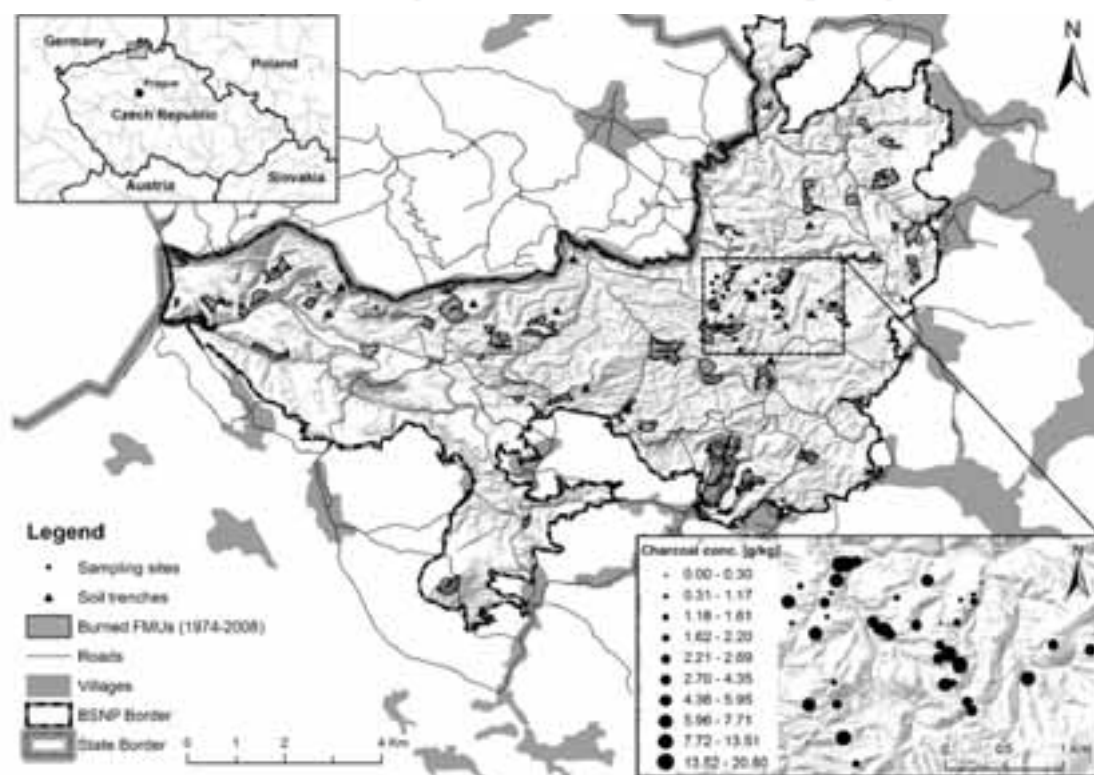 Germany
Poland
Prague
Czech Republic
Austria
Slovakia
N
Legend
Sampling sites
Soil trenches
Burned FMUs (1974-2008)
Roads
Villages
BSNP Border
State Border
0 1 2 4 Km
Charcoal conc. [g/kg]
0.00 - 0.30
0.31 - 1.17
1.18 - 1.61
1.62 - 2.20
2.21 - 2.69
2.70 - 4.35
4.36 - 5.95
5.96 - 7.71
7.72 - 13.51
13.52 - 20.80
N
0 0.5 1 Km